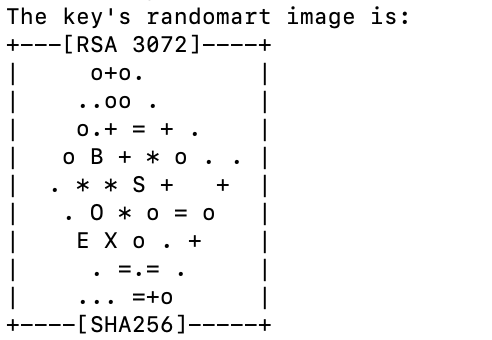 The key's randomart image is:
+---[RSA 3072]----+
|     o+o.        |
|    ..oo .       |
|    o.+ = + .    |
|   o B + * o . . |
|  . * * S +   +  |
|   . O * o = o   |
|    E X o . +    |
|     . =.= .     |
|    ... =+o      |
+----[SHA256]-----+